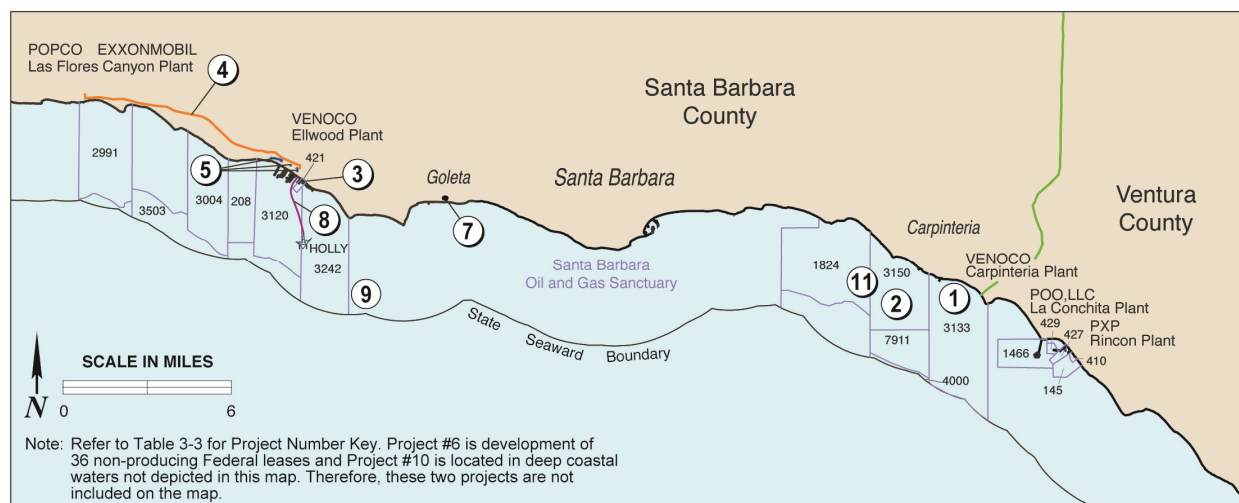 POPCO EXXONMOBIL
Las Flores Canyon Plant
4
VENOCO
Ellwood Plant
421
5
3
2991
3503
3004
208
3120
8
HOLLY
3242
9
Goleta
7
Santa Barbara
Santa Barbara
County
Santa Barbara
Oil and Gas Sanctuary
State Seaward Boundary
1824
11
3150
2
7911
Carpinteria
1
3133
4000
VENOCO
Carpinteria Plant
Ventura
County
POO,LLC
La Conchita Plant
429
427
PXP
Rincon Plant
1466
410
145
SCALE IN MILES
0 6
N
Note: Refer to Table 3-3 for Project Number Key. Project #6 is development of
36 non-producing Federal leases and Project #10 is located in deep coastal
waters not depicted in this map. Therefore, these two projects are not
included on the map.